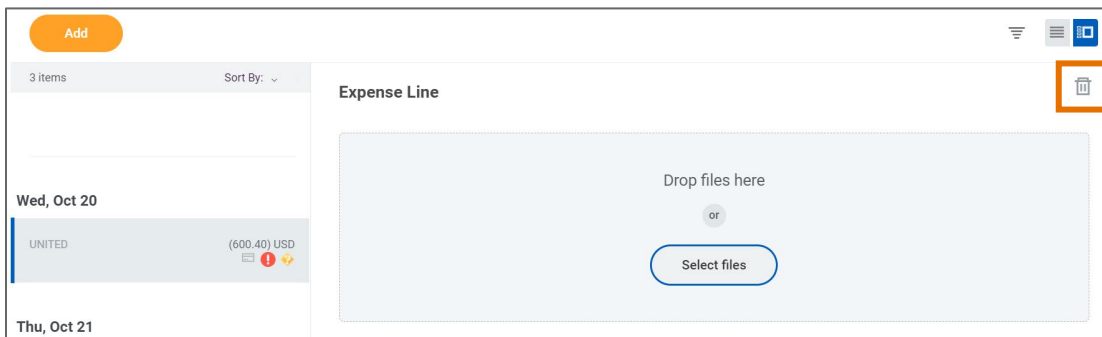 Add
3 items Sort By:
Expense Line
Drop files here
or
Select files
Wed, Oct 20
UNITED (600.40) USD
Thu, Oct 21